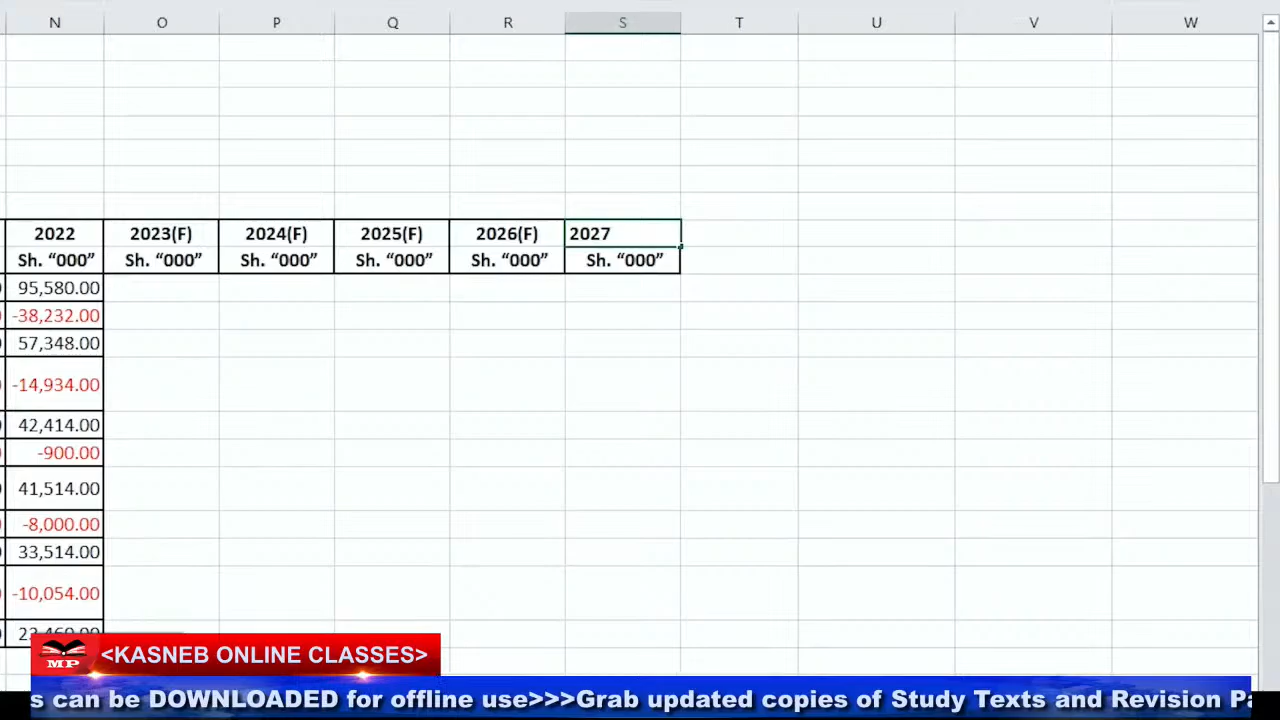 N O P Q R S T U V W
2022 2023(F) 2024(F) 2025(F) 2026(F) 2027
Sh. “000” Sh. “000” Sh. “000” Sh. “000” Sh. “000” Sh. “000”
95,580.00
-38,232.00
57,348.00
-14,934.00
42,414.00
-900.00
41,514.00
-8,000.00
33,514.00
-10,054.00
MP <KASNEB ONLINE CLASSES>
s can be DOWNLOADED for offline use>>>Grab updated copies of Study Texts and Revision Pa